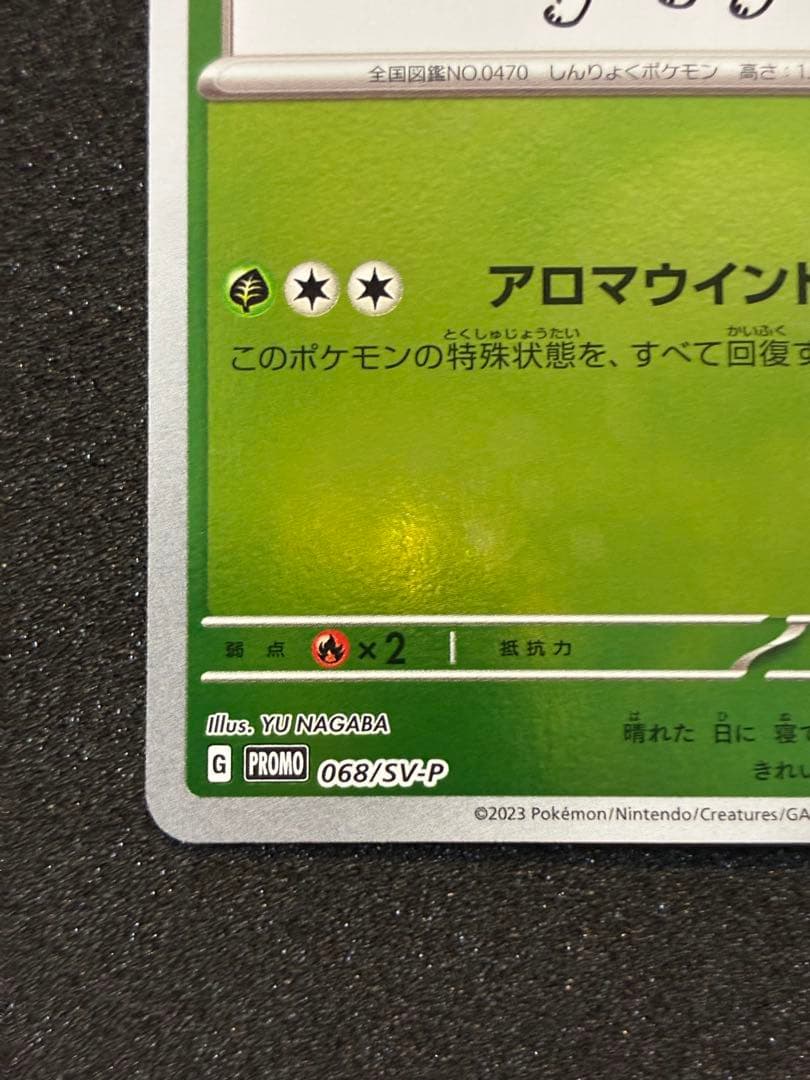 全国図鑑NO.0470 しんりょくポケモン 高さ:1.
アロマウインド
とくしゅじょうたい かいふく
このポケモンの特殊状態を、すべて回復す
弱点 ×2 抵抗力
Illus. YU NAGABA
は ひ ね
晴れた 日に 寝て
G PROMO 068/SV-P
きれい
©2023 Pokémon/Nintendo/Creatures/GA